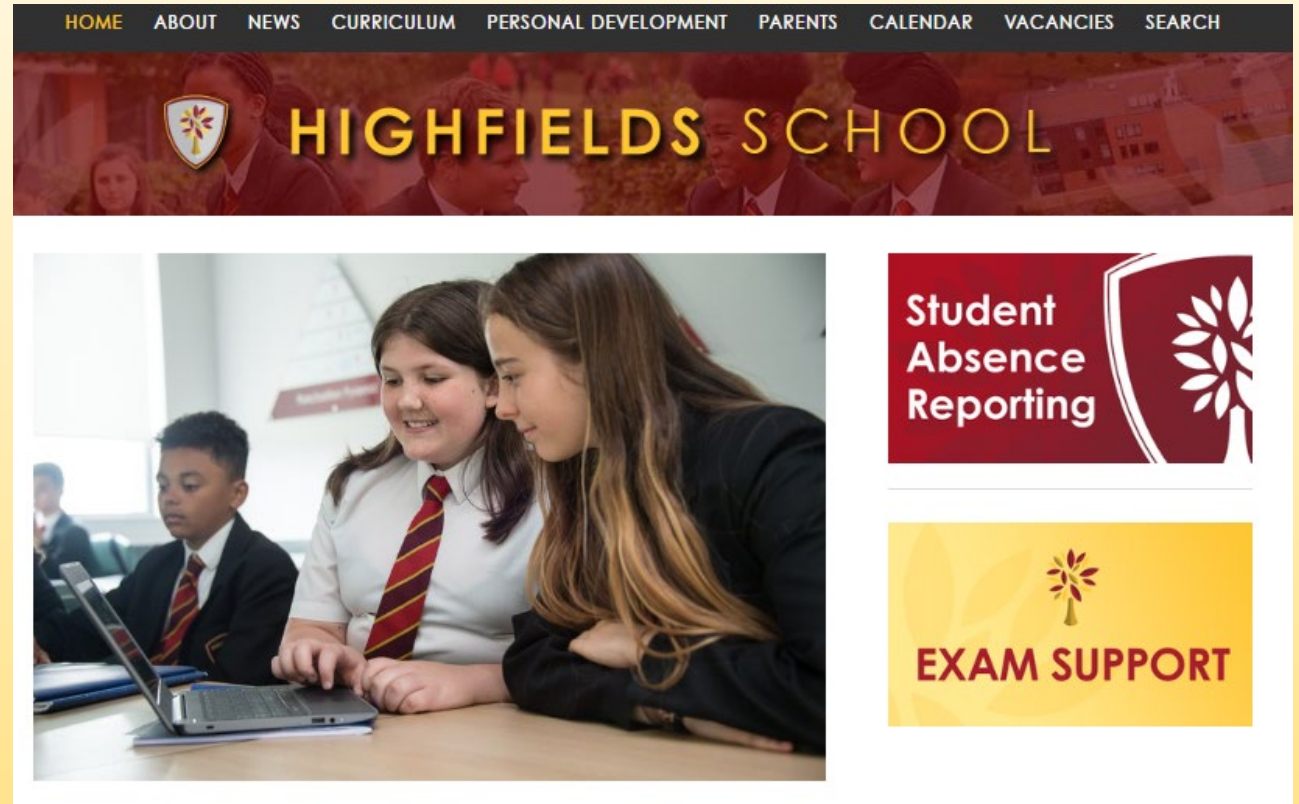 HOME ABOUT NEWS CURRICULUM PERSONAL DEVELOPMENT PARENTS CALENDAR VACANCIES SEARCH
HIGHFIELDS SCHOOL
Student
Absence
Reporting
EXAM SUPPORT